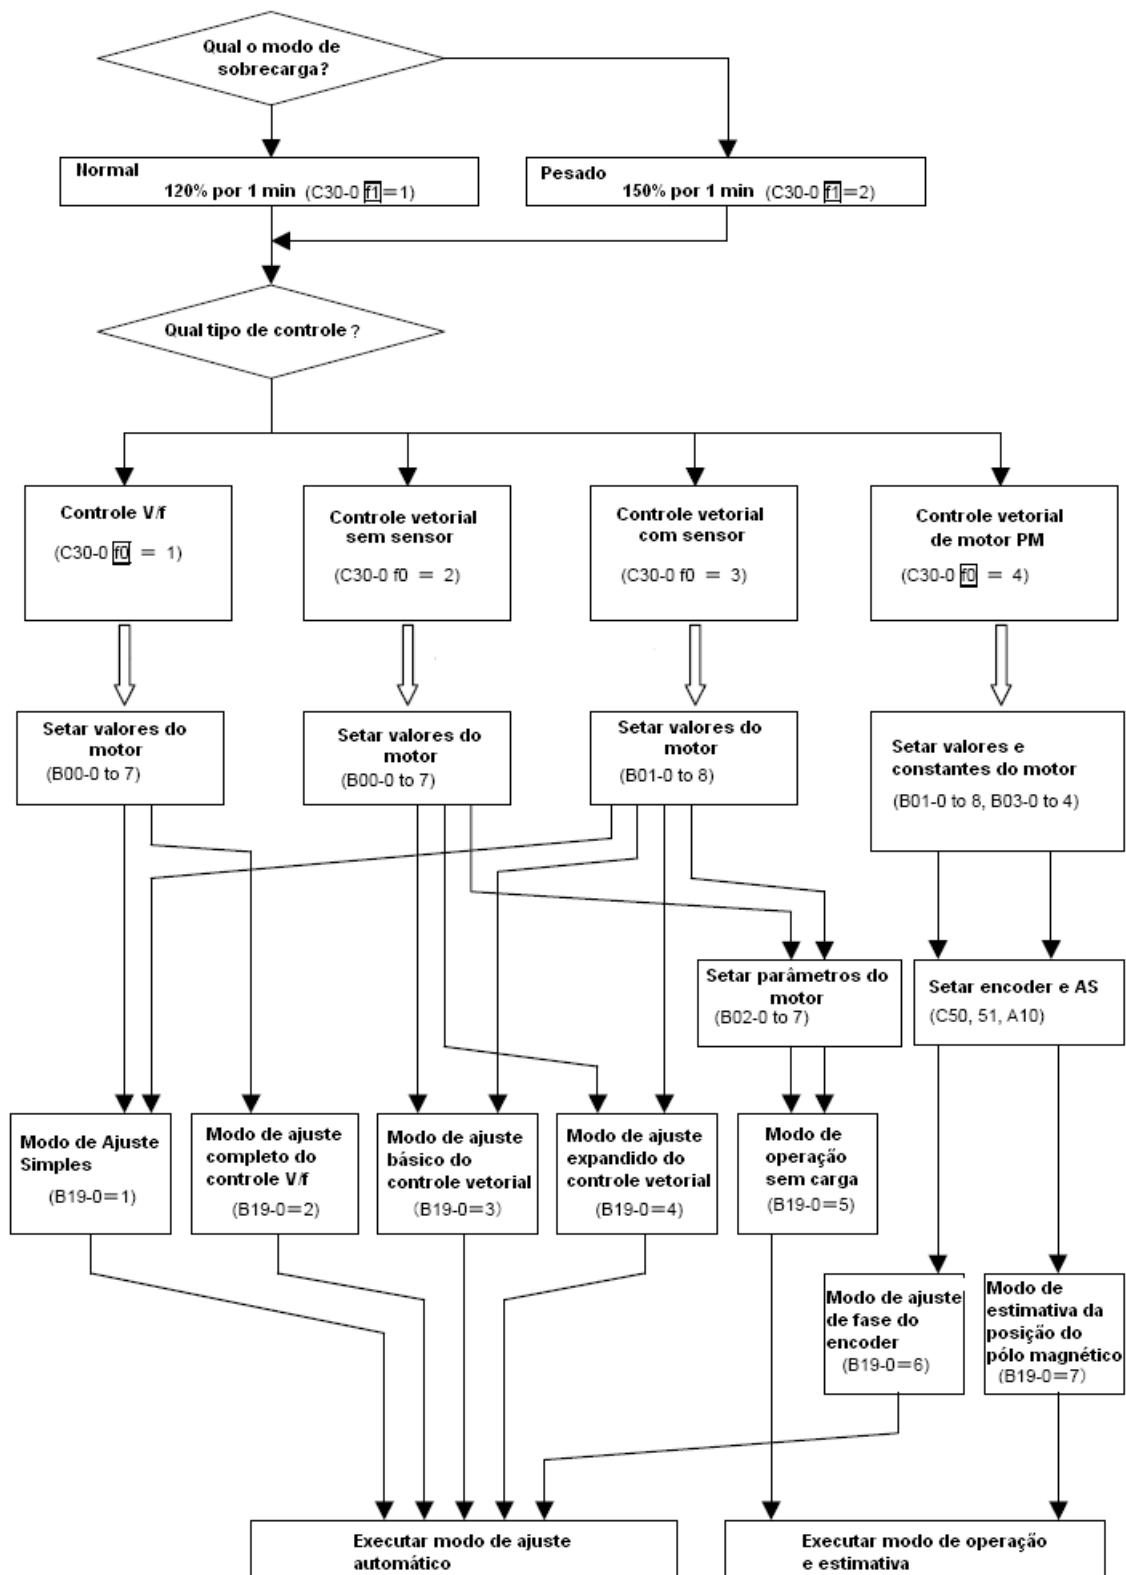 Qual o modo de
sobrecarga?
Normal
120% por 1 min (C30-0 f1=1)
Pesado
150% por 1 min (C30-0 f1=2)
Qual tipo de controle ?
Controle V/f
(C30-0 f0 = 1)
Controle vetorial
sem sensor
(C30-0 f0 = 2)
Controle vetorial
com sensor
(C30-0 f0 = 3)
Controle vetorial
de motor PM
(C30-0 f0 = 4)
Setar valores do
motor
(B00-0 to 7)
Setar valores do
motor
(B00-0 to 7)
Setar valores do
motor
(B01-0 to 8)
Setar valores e
constantes do motor
(B01-0 to 8, B03-0 to 4)
Setar parâmetros do
motor
(B02-0 to 7)
Setar encoder e AS
(C50, 51, A10)
Modo de Ajuste
Simples
(B19-0=1)
Modo de ajuste
completo do
controle V/f
(B19-0=2)
Modo de ajuste
básico do
controle vetorial
(B19-0=3)
Modo de ajuste
expandido do
controle vetorial
(B19-0=4)
Modo de
operação
sem carga
(B19-0=5)
Modo de ajuste
de fase do
encoder
(B19-0=6)
Modo de
estimativa da
posição do
pólo magnético
(B19-0=7)
Executar modo de ajuste
automático
Executar modo de operação
e estimativa